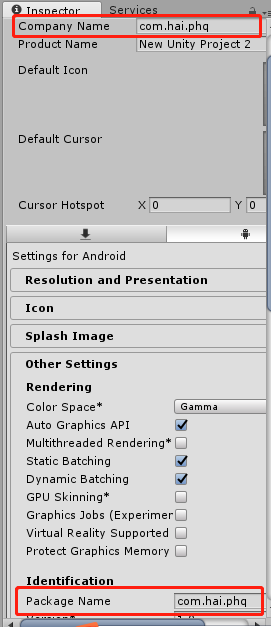 Inspector Services
Company Name com.hai.phq
Product Name New Unity Project 2
Default Icon
Default Cursor
Cursor Hotspot X 0 Y 0
Settings for Android
Resolution and Presentation
Icon
Splash Image
Other Settings
Rendering
Color Space* Gamma
Auto Graphics API
Multithreaded Rendering*
Static Batching
Dynamic Batching
GPU Skinning*
Graphics Jobs (Experimer
Virtual Reality Supported
Protect Graphics Memory
Identification
Package Name com.hai.phq